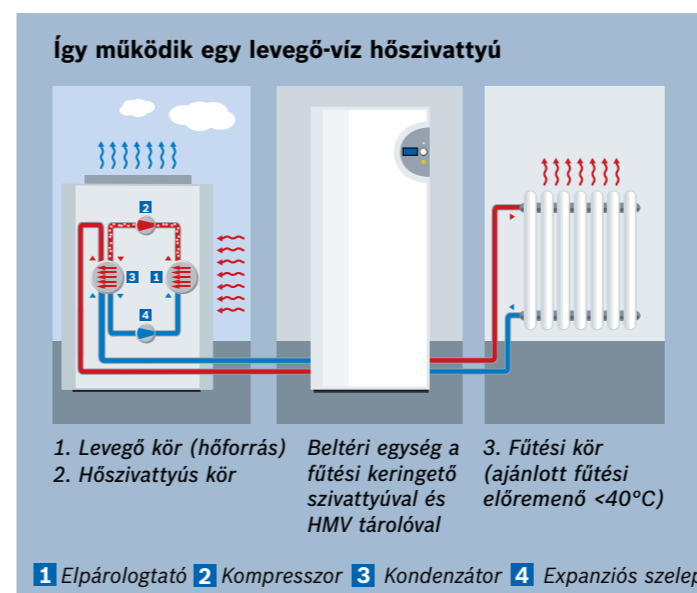 Így működik egy levegő-víz hőszivattyú
2
3 1
4
1. Levegő kör (hőforrás)
2. Hőszivattyús kör
Beltéri egység a
fűtési keringető
szivattyúval és
HMV tárolóval
3. Fűtési kör
(ajánlott fűtési
előremenő <40°C)
1 Elpárologtató 2 Kompresszor 3 Kondenzátor 4 Expanziós szelep